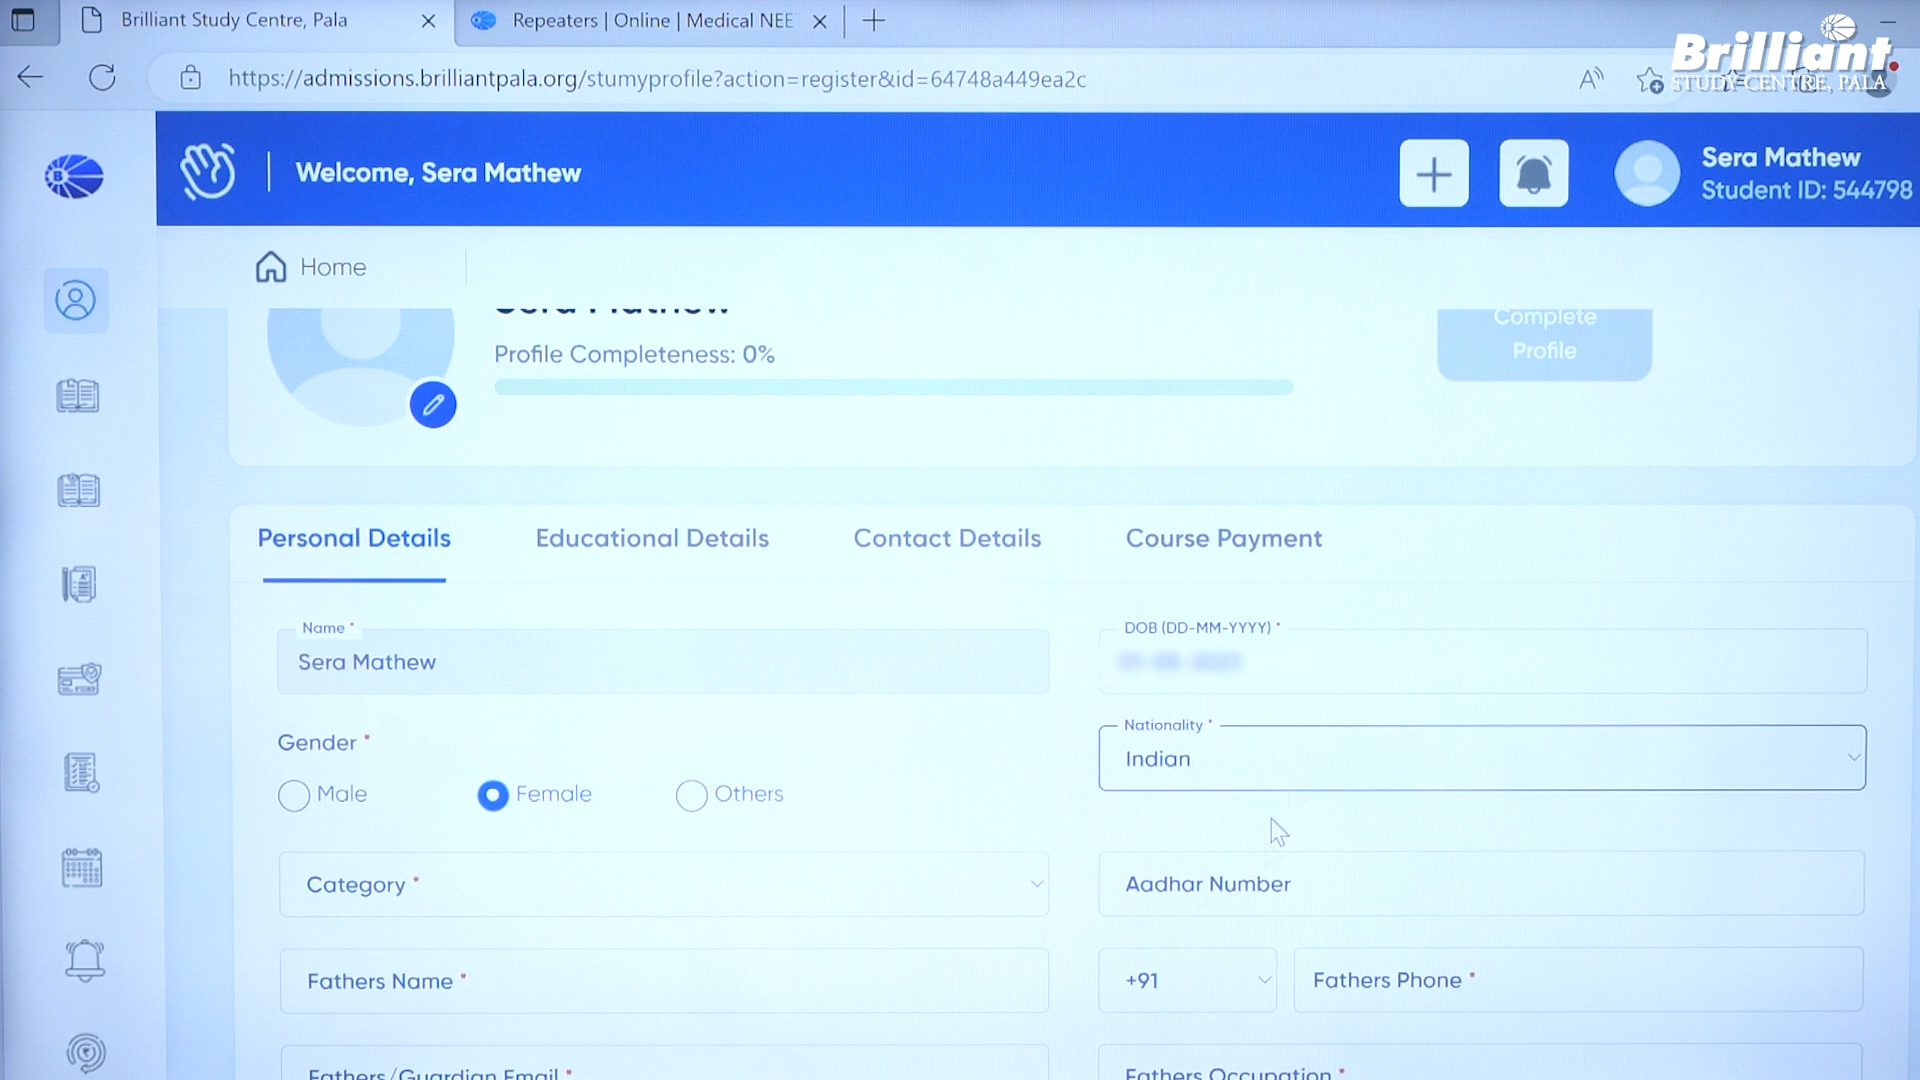 Brilliant Study Centre, Pala
Repeaters | Online | Medical NEE
https://admissions.brilliantpala.org/stumyprofile?action=register&id=64748a449ea2c
Brilliant
STUDY CENTRE, PALA
Welcome, Sera Mathew
Sera Mathew
Student ID: 544798
Home
Sera Mathew
Profile Completeness: 0%
Complete
Profile
Personal Details
Educational Details
Contact Details
Course Payment
Name *
Sera Mathew
DOB (DD-MM-YYYY) *
Gender *
Male
Female
Others
Nationality *
Indian
Category *
Aadhar Number
Fathers Name *
+91
Fathers Phone *
Fathers/Guardian Email *
Fathers Occupation *